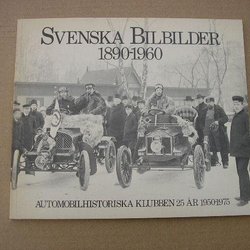 SVENSKA BILBILDER
1890-1960
AUTOMOBILHISTORISKA KLUBBEN 25 ÅR 1950-1975